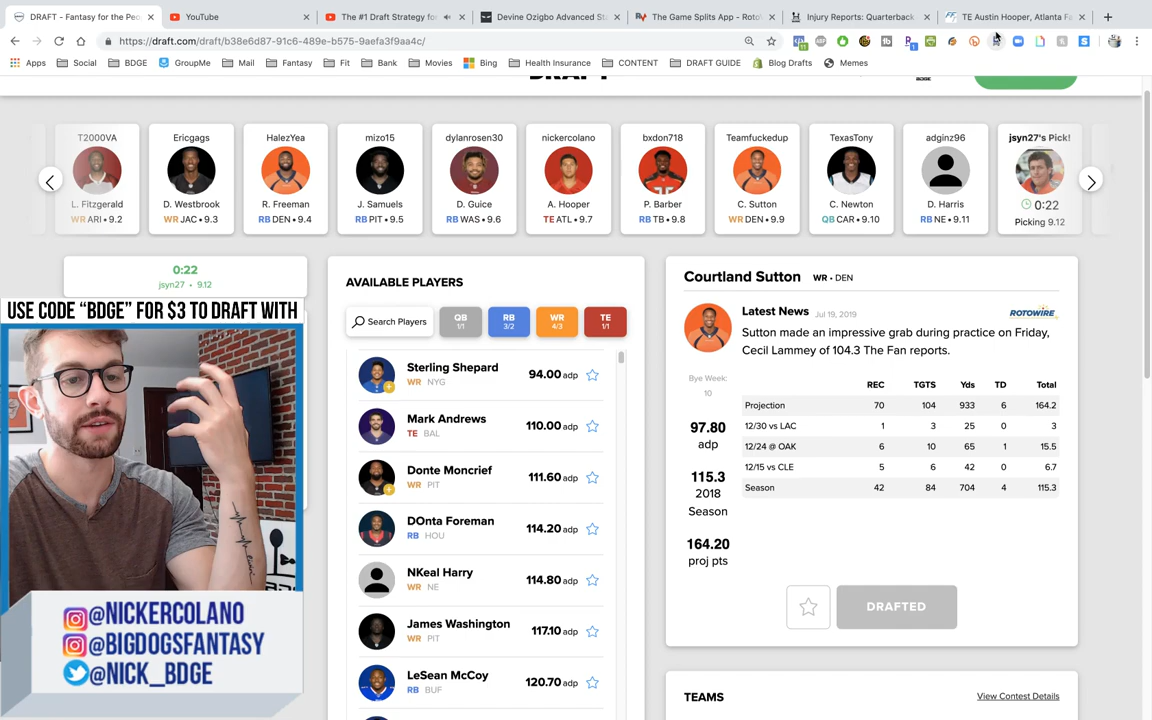 DRAFT - Fantasy for the Peo
YouTube
The #1 Draft Strategy for
Devine Ozigbo Advanced St
The Game Splits App - RotoV
Injury Reports: Quarterback
TE Austin Hooper, Atlanta Fa
https://draft.com/draft/b38e6d87-91c6-489e-b575-9aefa3f9aa4c/
Apps
Social
BDGE
GroupMe
Mail
Fantasy
Fit
Bank
Movies
Bing
Health Insurance
CONTENT
DRAFT GUIDE
Blog Drafts
Memes
DRAFT
BDGE
T2000VA
L. Fitzgerald
WR ARI • 9.2
Ericgags
D. Westbrook
WR JAC • 9.3
HalezYea
R. Freeman
RB DEN • 9.4
mizo15
J. Samuels
RB PIT • 9.5
dylanrosen30
D. Guice
RB WAS • 9.6
nickercolano
A. Hooper
TE ATL • 9.7
bxdon718
P. Barber
RB TB • 9.8
Teamfuckedup
C. Sutton
WR DEN • 9.9
TexasTony
C. Newton
QB CAR • 9.10
adginz96
D. Harris
RB NE • 9.11
jsyn27's Pick!
0:22
Picking 9.12
0:22
jsyn27 • 9.12
USE CODE "BDGE" FOR $3 TO DRAFT WITH
@NICKERCOLANO
@BIGDOGSFANTASY
@NICK_BDGE
AVAILABLE PLAYERS
Search Players
QB
1/1
RB
3/2
WR
4/3
TE
1/1
Sterling Shepard
WR NYG
94.00 adp
Mark Andrews
TE BAL
110.00 adp
Donte Moncrief
WR PIT
111.60 adp
DOnta Foreman
RB HOU
114.20 adp
NKeal Harry
WR NE
114.80 adp
James Washington
WR PIT
117.10 adp
LeSean McCoy
RB BUF
120.70 adp
Courtland Sutton WR • DEN
Latest News Jul 19, 2019
ROTOWIRE
Sutton made an impressive grab during practice on Friday,
Cecil Lammey of 104.3 The Fan reports.
Bye Week:
10
97.80
adp
115.3
2018
Season
164.20
proj pts
REC TGTS Yds TD Total
Projection 70 104 933 6 164.2
12/30 vs LAC 1 3 25 0 3
12/24 @ OAK 6 10 65 1 15.5
12/15 vs CLE 5 6 42 0 6.7
Season 42 84 704 4 115.3
DRAFTED
TEAMS
View Contest Details